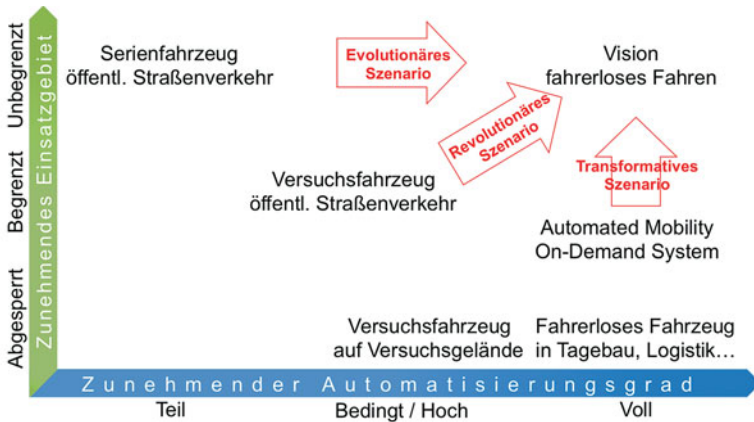 Serienfahrzeug
öffentl. Straßenverkehr
Evolutionäres
Szenario
Vision
fahrerloses Fahren
Revolutionäres
Szenario
Versuchsfahrzeug
öffentl. Straßenverkehr
Transformatives
Szenario
Automated Mobility
On-Demand System
Versuchsfahrzeug
auf Versuchsgelände
Fahrerloses Fahrzeug
in Tagebau, Logistik...
Unbegrenzt
Begrenzt
Abgesperrt
Zunehmendes Einsatzgebiet
Zunehmender Automatisierungsgrad
Teil
Bedingt / Hoch
Voll